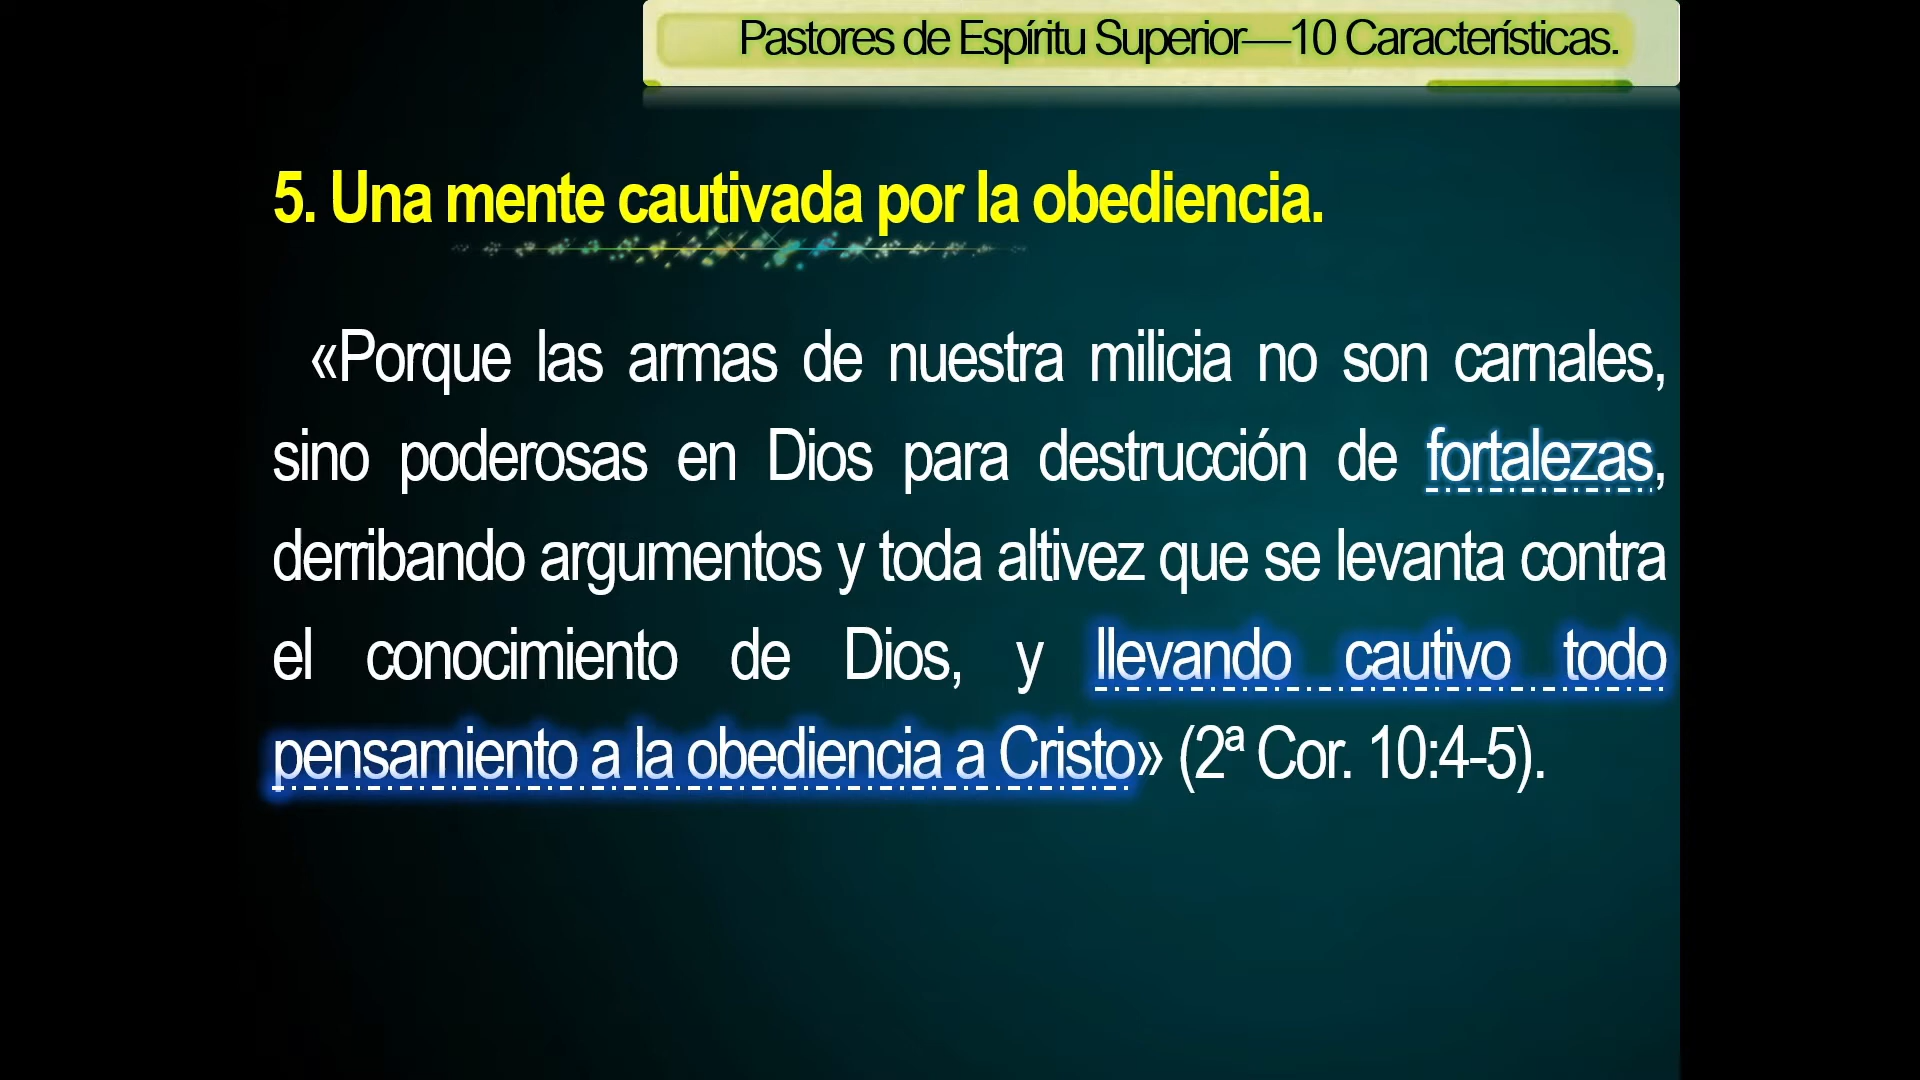 Pastores de Espíritu Superior—10 Características.
5. Una mente cautivada por la obediencia.
«Porque las armas de nuestra milicia no son carnales,
sino poderosas en Dios para destrucción de fortalezas,
derribando argumentos y toda altivez que se levanta contra
el conocimiento de Dios, y llevando cautivo todo
pensamiento a la obediencia a Cristo» (2ª Cor. 10:4-5).